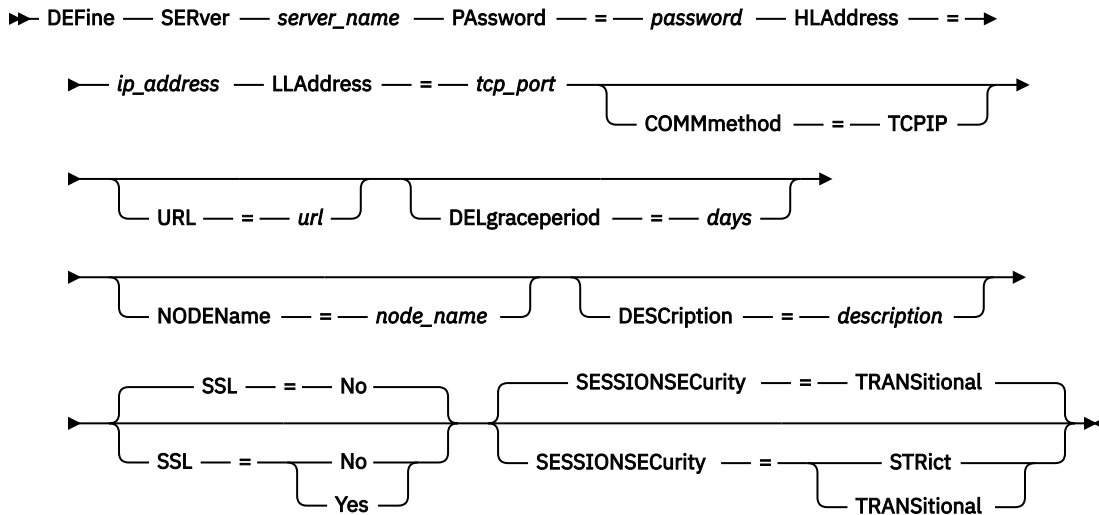 DEFine SERver server_name PAssword = password HLAddress =
ip_address LLAddress = tcp_port
COMMmethod = TCPIP
URL = url DELgraceperiod = days
NODEName = node_name DESCription = description
SSL = No SESSIONSECurity = TRANSitional
SSL = No SESSIONSECurity = STRict
Yes TRANSitional